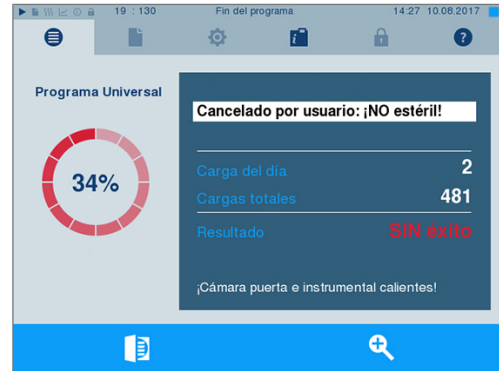 19 : 130 Fin del programa 14:27 10.08.2017
Programa Universal
34%
Cancelado por usuario: ¡NO estéril!
Carga del día 2
Cargas totales 481
Resultado SIN éxito
¡Cámara puerta e instrumental calientes!